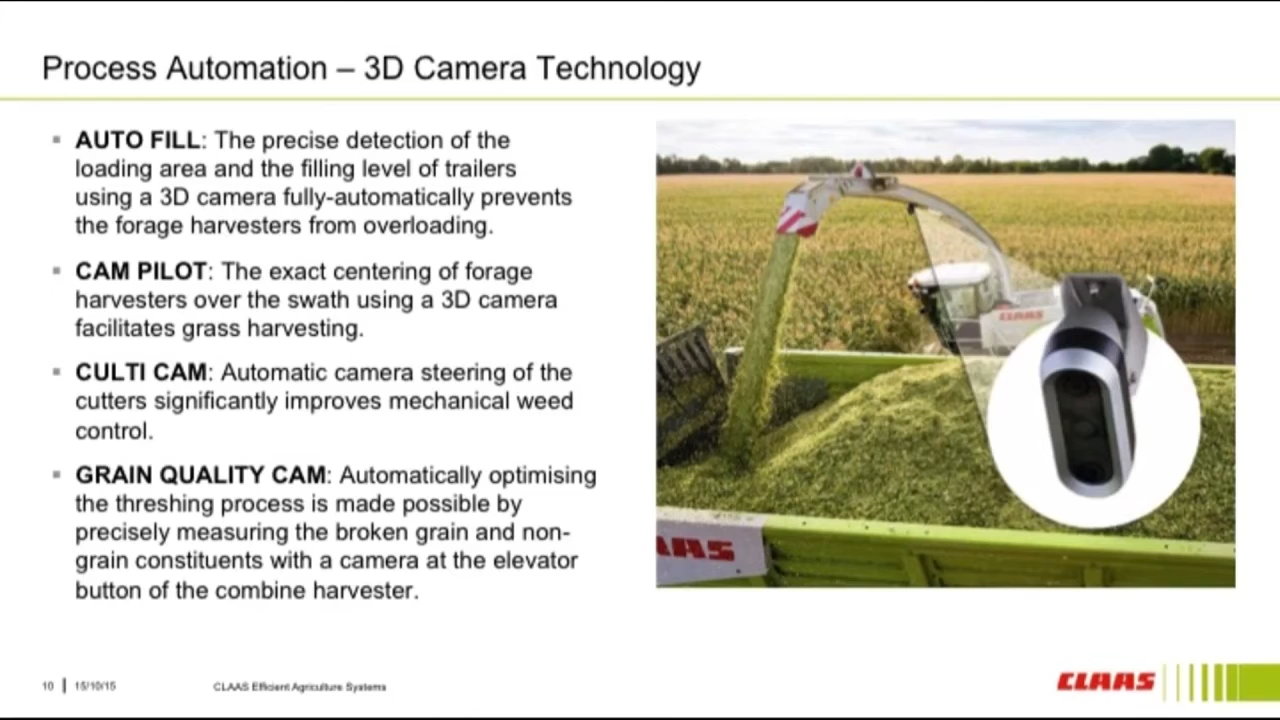 Process Automation – 3D Camera Technology
AUTO FILL: The precise detection of the
loading area and the filling level of trailers
using a 3D camera fully-automatically prevents
the forage harvesters from overloading.
CAM PILOT: The exact centering of forage
harvesters over the swath using a 3D camera
facilitates grass harvesting.
CULTI CAM: Automatic camera steering of the
cutters significantly improves mechanical weed
control.
GRAIN QUALITY CAM: Automatically optimising
the threshing process is made possible by
precisely measuring the broken grain and non-
grain constituents with a camera at the elevator
button of the combine harvester.
CLAAS
AAS
10 | 15/10/15
CLAAS Efficient Agriculture Systems
CLAAS